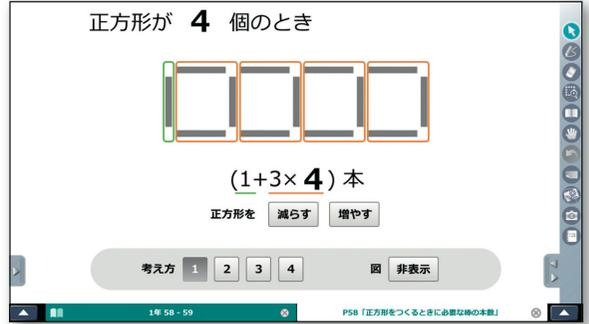 正方形が 4 個のとき
(1+3×4)本
正方形を 減らす 増やす
考え方 1 2 3 4 図 非表示
1年 58 - 59 P58「正方形をつくるときに必要な棒の本数」